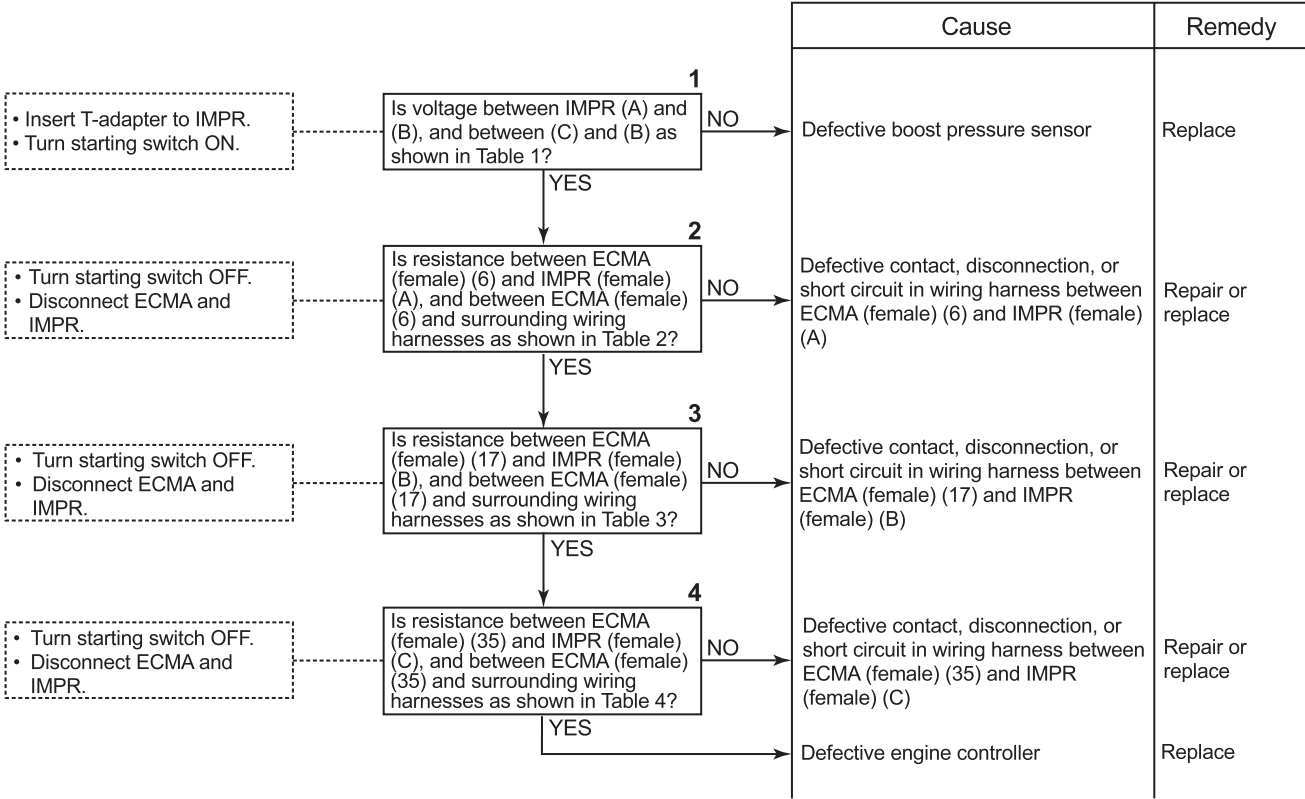 Cause
Remedy
1
• Insert T-adapter to IMPR.
• Turn starting switch ON.
Is voltage between IMPR (A) and
(B), and between (C) and (B) as
shown in Table 1?
NO
Defective boost pressure sensor
Replace
YES
2
• Turn starting switch OFF.
• Disconnect ECMA and
IMPR.
Is resistance between ECMA
(female) (6) and IMPR (female)
(A), and between ECMA (female)
(6) and surrounding wiring
harnesses as shown in Table 2?
NO
Defective contact, disconnection, or
short circuit in wiring harness between
ECMA (female) (6) and IMPR (female)
(A)
Repair or
replace
YES
3
• Turn starting switch OFF.
• Disconnect ECMA and
IMPR.
Is resistance between ECMA
(female) (17) and IMPR (female)
(B), and between ECMA (female)
(17) and surrounding wiring
harnesses as shown in Table 3?
NO
Defective contact, disconnection, or
short circuit in wiring harness between
ECMA (female) (17) and IMPR
(female) (B)
Repair or
replace
YES
4
• Turn starting switch OFF.
• Disconnect ECMA and
IMPR.
Is resistance between ECMA
(female) (35) and IMPR (female)
(C), and between ECMA (female)
(35) and surrounding wiring
harnesses as shown in Table 4?
NO
Defective contact, disconnection, or
short circuit in wiring harness between
ECMA (female) (35) and IMPR
(female) (C)
Repair or
replace
YES
Defective engine controller
Replace